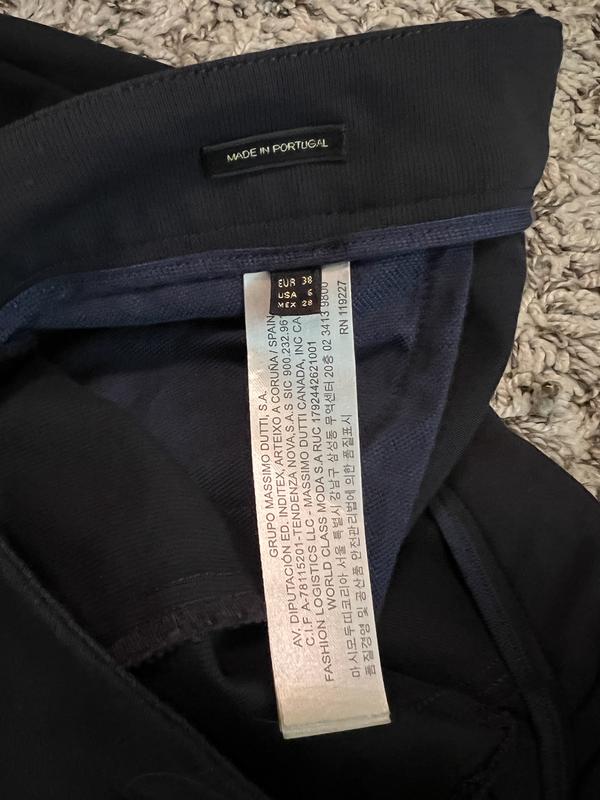 MADE IN PORTUGAL
EUR 38
USA 6
MEX 28
GRUPO MASSIMO DUTTI, S.A.
AV. DIPUTACIÓN ED. INDITEX, ARTEIXO A CORUÑA / SPAIN
C.I.F A-78115201-TENDENZA NOVA,S.A.S SIC 900.232.967
FASHION LOGISTICS LLC - MASSIMO DUTTI CANADA, INC CA
WORLD CLASS MODA S.A RUC 1792442621001
마시모두띠코리아 서울 특별시 강남구 삼성동 무역센터 20층 02 3413 9800
품질경영 및 공산품 안전관리법에 의한 품질표시
RN 119227